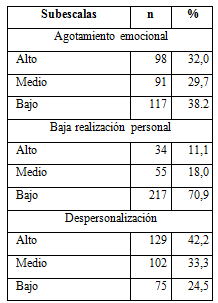 Subescalas n %
Agotamiento emocional
Alto 98 32,0
Medio 91 29,7
Bajo 117 38.2
Baja realización personal
Alto 34 11,1
Medio 55 18,0
Bajo 217 70,9
Despersonalización
Alto 129 42,2
Medio 102 33,3
Bajo 75 24,5